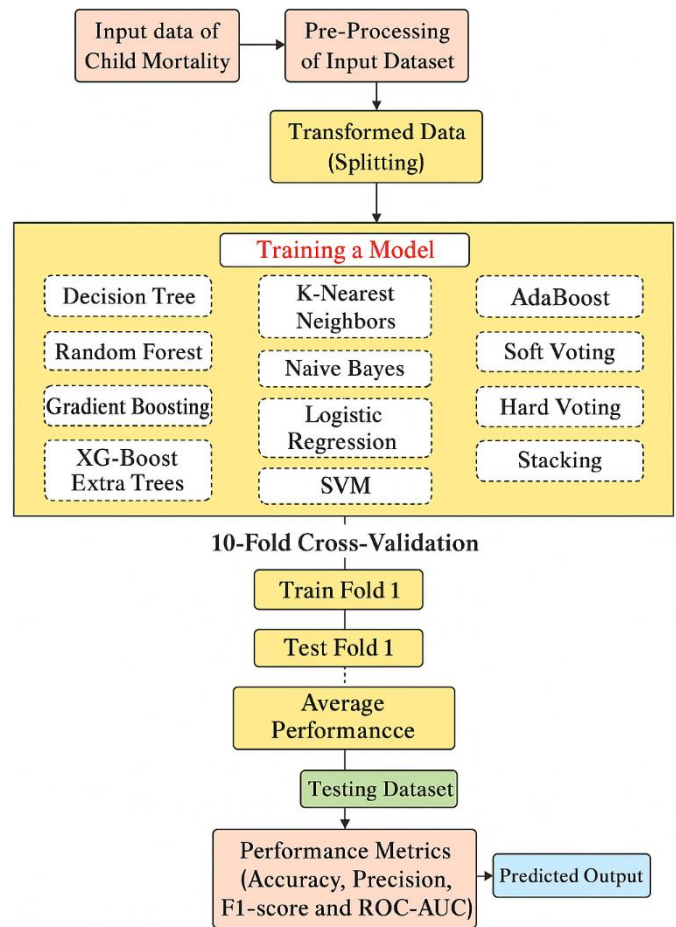 Input data of
Child Mortality
Pre-Processing
of Input Dataset
Transformed Data
(Splitting)
Training a Model
Decision Tree
Random Forest
Gradient Boosting
XG-Boost
Extra Trees
K-Nearest
Neighbors
Naive Bayes
Logistic
Regression
SVM
AdaBoost
Soft Voting
Hard Voting
Stacking
10-Fold Cross-Validation
Train Fold 1
Test Fold 1
Average
Performancce
Testing Dataset
Performance Metrics
(Accuracy, Precision,
F1-score and ROC-AUC)
Predicted Output